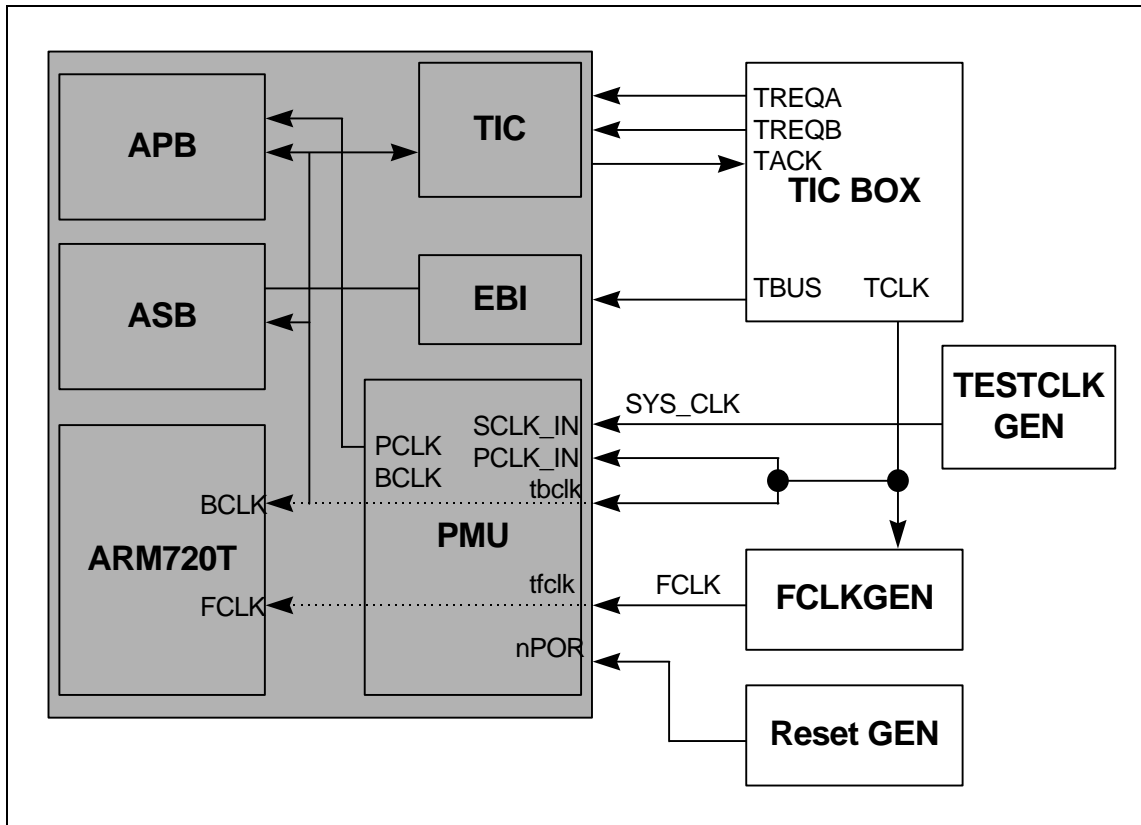 APB
TIC
TREQA
TREQB
TACK
TIC BOX
ASB
EBI
TBUS TCLK
TESTCLK
GEN
SYS_CLK
SCLK_IN
PCLK_IN
PCLK
BCLK
tbclk
BCLK
PMU
ARM720T
FCLK
tfclk
FCLK
FCLKGEN
nPOR
Reset GEN